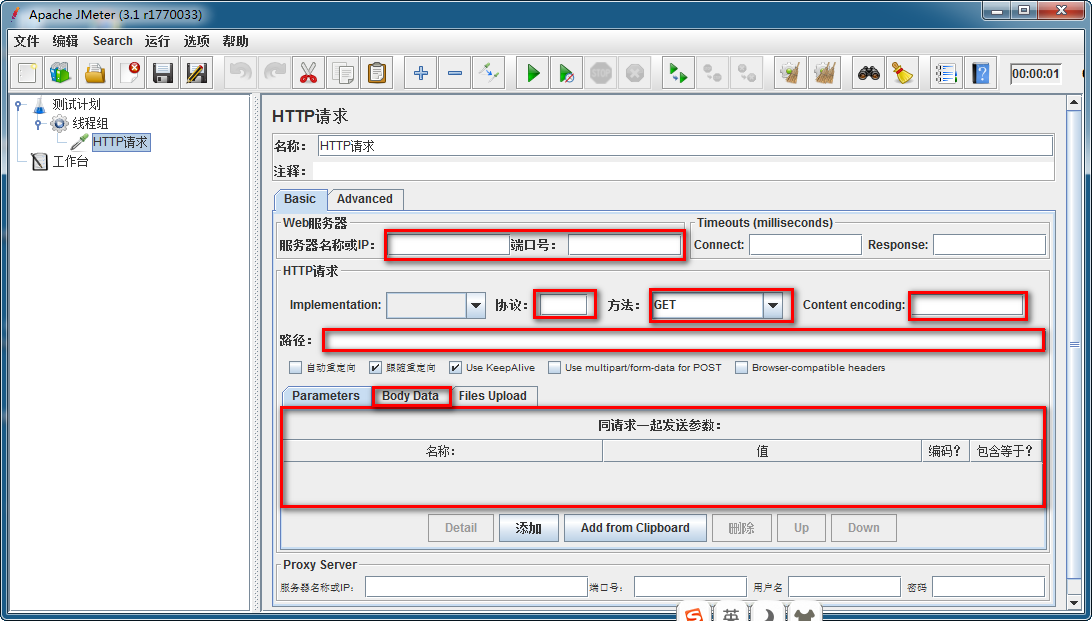 Apache JMeter (3.1 r1770033)
文件 编辑 Search 运行 选项 帮助
STOP
00:00:01
测试计划
线程组
HTTP请求
工作台
HTTP请求
名称： HTTP请求
注释：
Basic Advanced
Web服务器 Timeouts (milliseconds)
服务器名称或IP： 端口号： Connect: Response:
HTTP请求
Implementation: 协议： 方法： GET Content encoding:
路径：
自动重定向 跟随重定向 Use KeepAlive Use multipart/form-data for POST Browser-compatible headers
Parameters Body Data Files Upload
同请求一起发送参数：
名称： 值 编码？ 包含等于？
Detail 添加 Add from Clipboard 删除 Up Down
Proxy Server
服务器名称或IP： 端口号： 用户名 密码
英